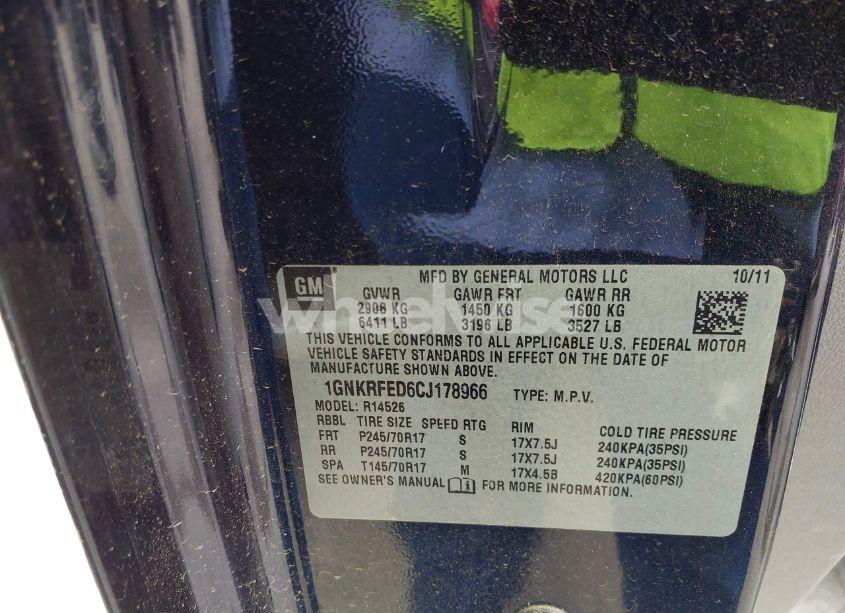 MFD BY GENERAL MOTORS LLC 10/11
GM
GVWR GAWR FRT GAWR RR
2908 KG 1450 KG 1600 KG
6411 LB 3196 LB 3527 LB
THIS VEHICLE CONFORMS TO ALL APPLICABLE U.S. FEDERAL MOTOR
VEHICLE SAFETY STANDARDS IN EFFECT ON THE DATE OF
MANUFACTURE SHOWN ABOVE.
1GNKRFED6CJ178966 TYPE: M.P.V.
MODEL: R14526
RBBL TIRE SIZE SPEED RTG RIM COLD TIRE PRESSURE
FRT P245/70R17 S 17X7.5J 240KPA(35PSI)
RR P245/70R17 S 17X7.5J 240KPA(35PSI)
SPA T145/70R17 M 17X4.5B 420KPA(60PSI)
SEE OWNER'S MANUAL FOR MORE INFORMATION.